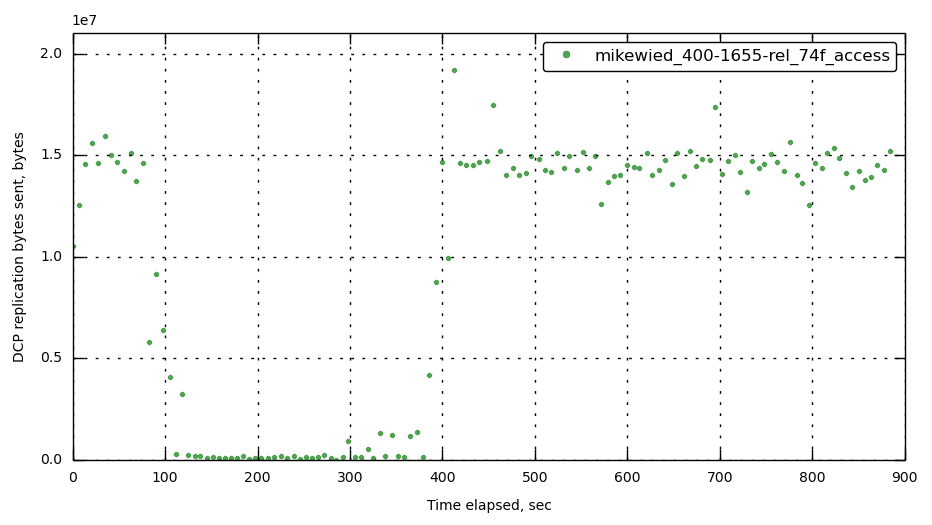 1e7
2.0
1.5
1.0
0.5
0.0
DCP replication bytes sent, bytes
mikewied_400-1655-rel_74f_access
0 100 200 300 400 500 600 700 800 900
Time elapsed, sec